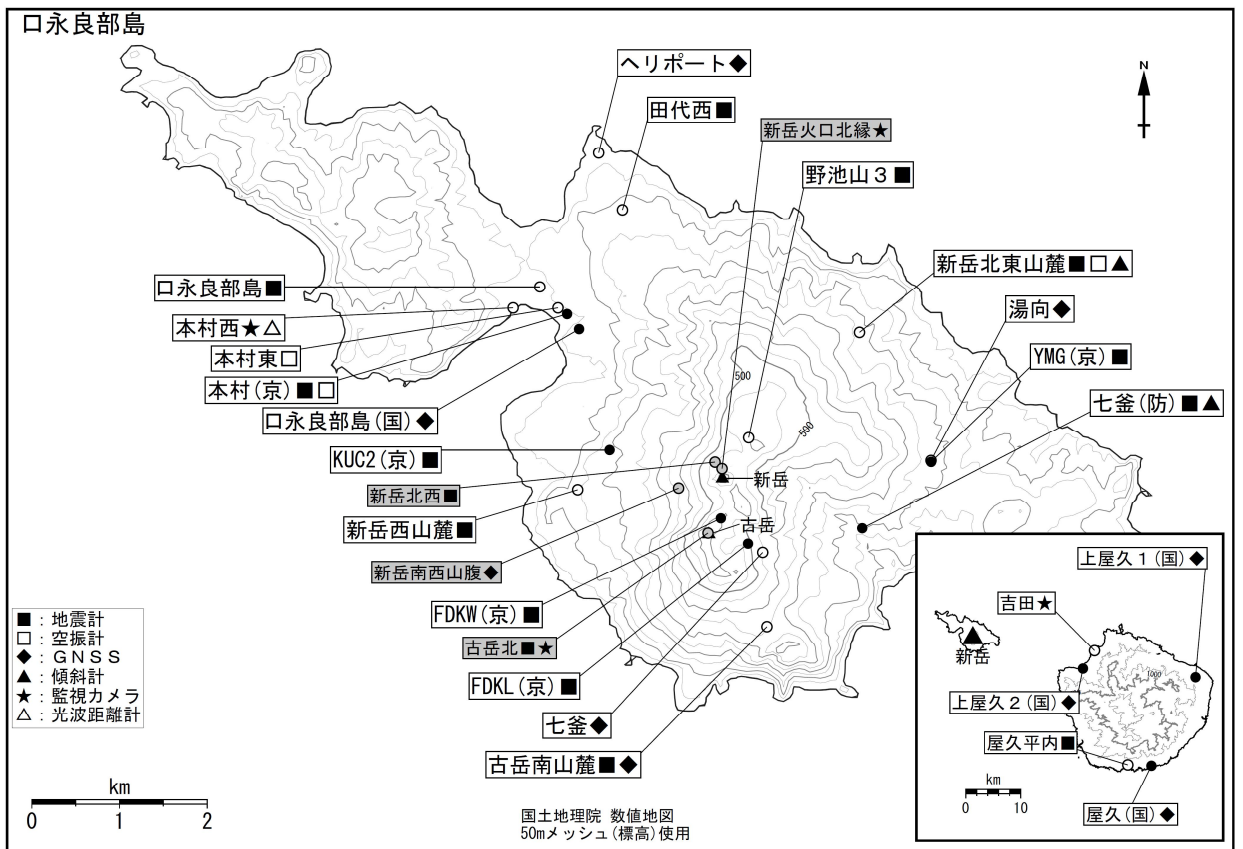 口永良部島
ヘリポート◆
田代西■
新岳火口北縁★
野池山3■
N
新岳北東山麓■□▲
口永良部島■
湯向◆
本村西★△
本村東□
YMG(京)■
本村(京)■□
七釜(防)■▲
口永良部島(国)◆
500
500
KUC2(京)■
新岳
新岳北西■
新岳西山麓■
古岳
新岳南西山腹◆
FDKW(京)■
古岳北■★
FDKL(京)■
七釜◆
古岳南山麓■◆
■:地震計
□:空振計
◆:GNSS
▲:傾斜計
★:監視カメラ
△:光波距離計
km
0 1 2
国土地理院 数値地図
50mメッシュ(標高)使用
上屋久1(国)◆
吉田★
新岳
1000
上屋久2(国)◆
屋久平内■
km
0 10
屋久(国)◆